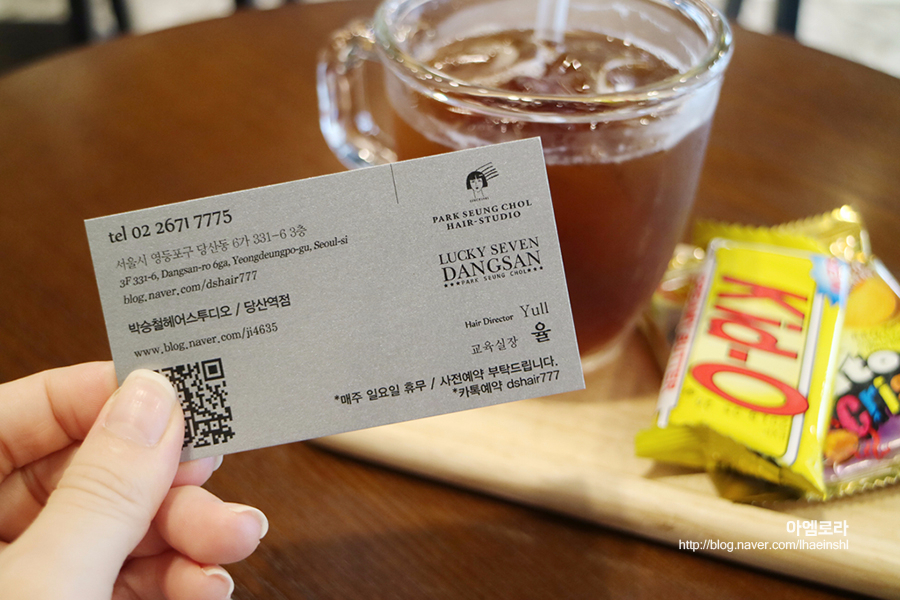 tel 02 2671 7775
서울시 영등포구 당산동 6가 331-6 3층
3F 331-6, Dangsan-ro 6ga, Yeongdeungpo-gu, Seoul-si
blog.naver.com/dshair777
박승철헤어스투디오 / 당산역점
www.blog.naver.com/ji4635
PARK SEUNG CHOL
HAIR-STUDIO
LUCKY SEVEN
DANGSAN
★★★PARK SEUNG CHOL★★★
Hair Director Yull
교육실장 율
*매주 일요일 휴무 / 사전예약 부탁드립니다.
*카톡예약 dshair777
Kid-O
아엠로라
http://blog.naver.com/lhaeinshl